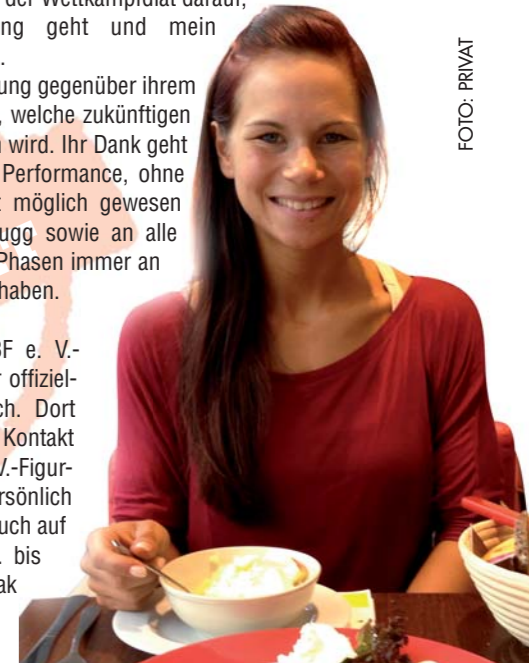 der Wettkampfdiät darauf,
ng geht und mein
.
ung gegenüber ihrem
, welche zukünftigen
wird. Ihr Dank geht
Performance, ohne
möglich gewesen
ugg sowie an alle
Phasen immer an
haben.
F e. V.-
offiziel-
ch. Dort
Kontakt
V.-Figur-
rsönlich
uch auf
. bis
ak
FOTO: PRIVAT